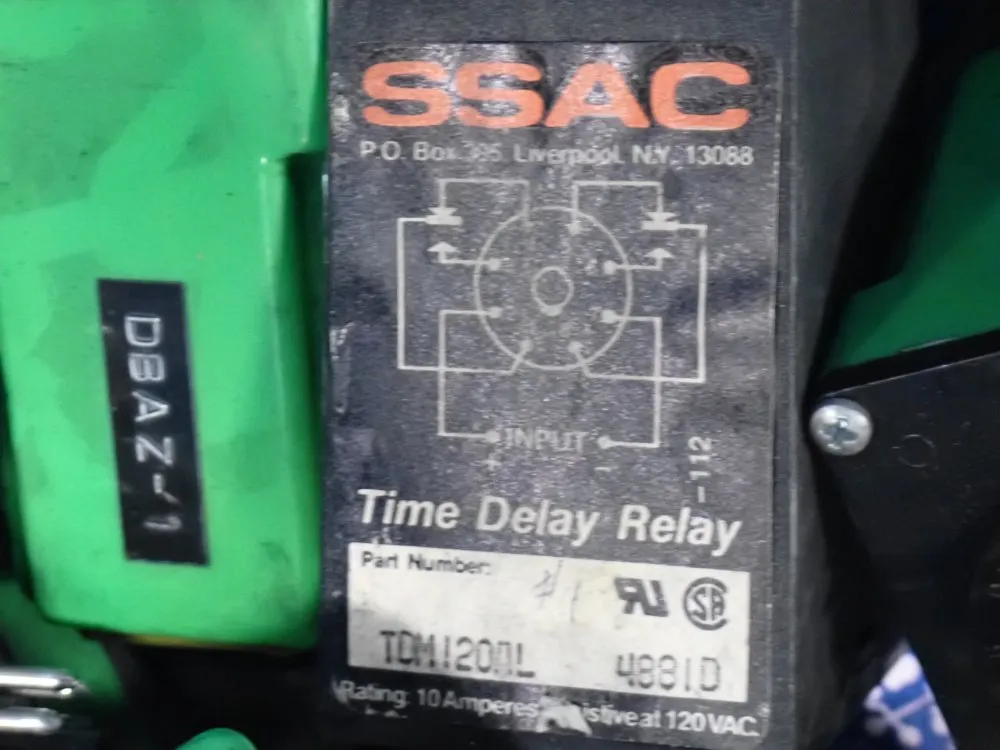 SSAC
P.O. Box 395 Liverpool, N.Y. 13088
DBAZ-1
INPUT
+ -
-112
Time Delay Relay
Part Number:
4881D
Rating: 10 Amperes at 120 VAC.